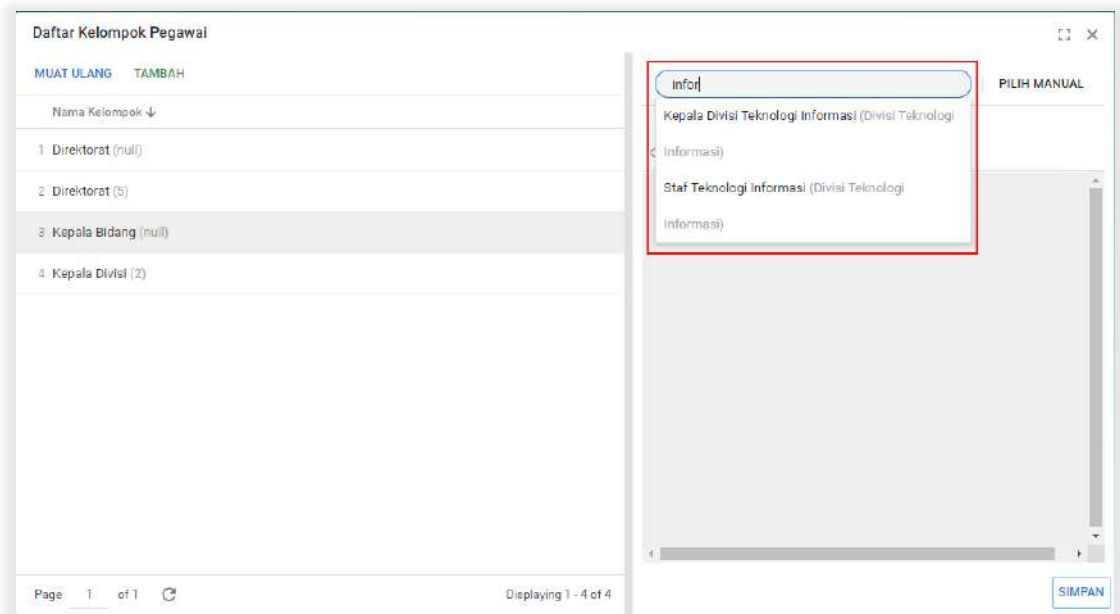 Daftar Kelompok Pegawai
MUAT ULANG TAMBAH
Nama Kelompok
1 Direktorat (null)
2 Direktorat (5)
3 Kepala Bidang (null)
4 Kepala Divisi (2)
Page 1 of 1
Displaying 1 - 4 of 4
infor
PILIH MANUAL
Kepala Divisi Teknologi Informasi (Divisi Teknologi
Informasi)
Staf Teknologi Informasi (Divisi Teknologi
Informasi)
SIMPAN